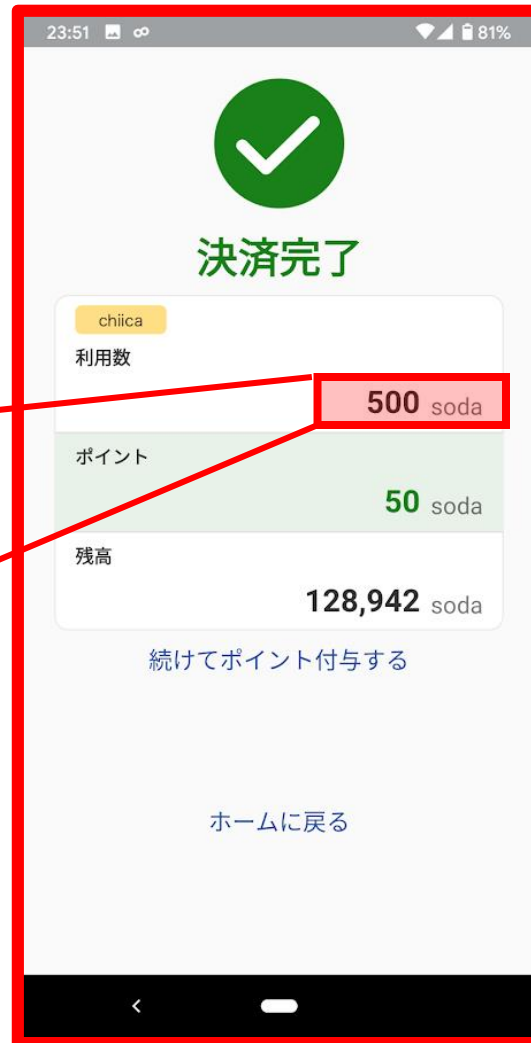 23:51 81%
決済完了
chiica
利用数
500 soda
ポイント
50 soda
残高
128,942 soda
続けてポイント付与する
ホームに戻る